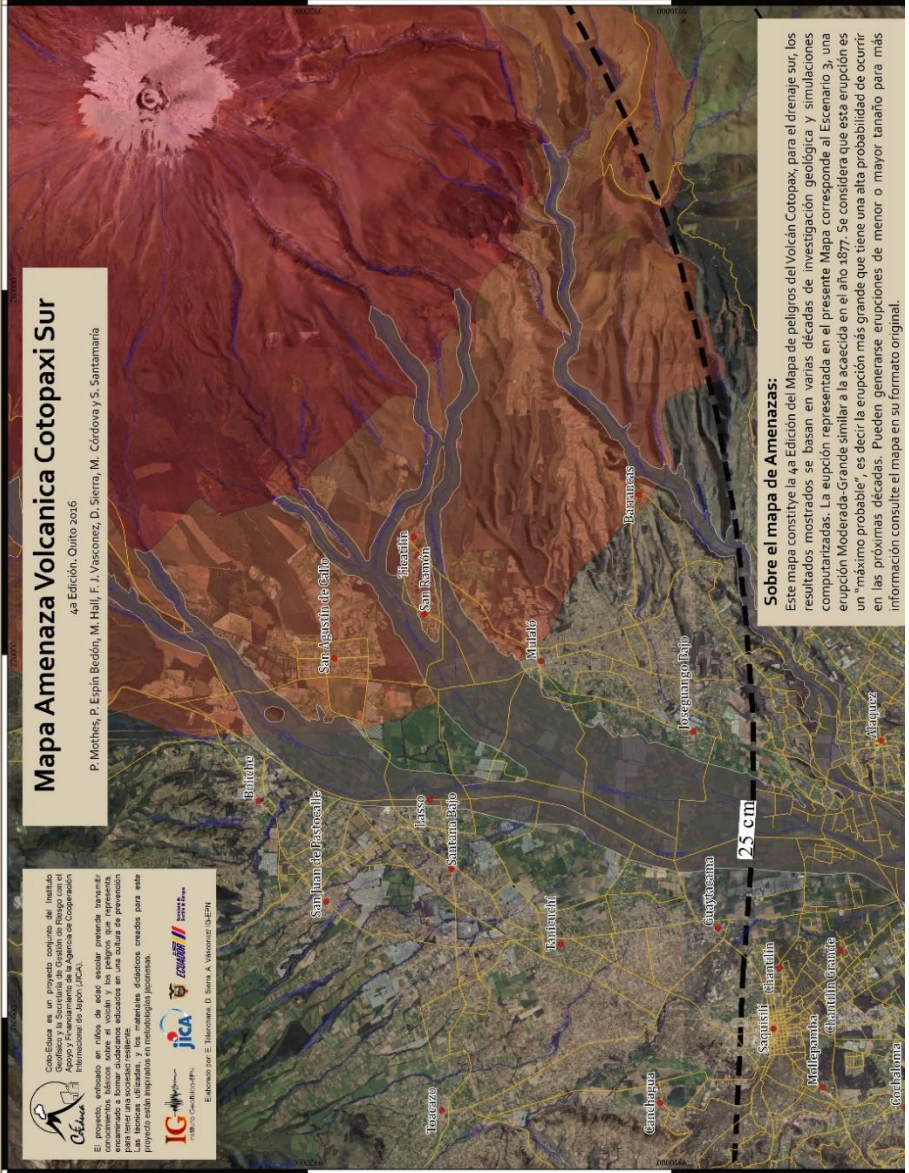 Mapa Amenaza Volcanica Cotopaxi Sur
4a Edición. Quito 2016
P. Mothes, P. Espín Bedón, M. Hall, F. J. Vasconez, D. Sierra, M. Córdova y S. Santamaría
Coto-Educa es un proyecto conjunto del Instituto
Geofísico y la Secretaría de Gestión de Riesgo con el
Apoyo y Financiamiento de la Agencia de Cooperación
Internacional de Japón (JICA).
El proyecto, enfocado en niños de edad escolar pretende transmitir
conocimientos básicos sobre el volcán y los peligros que representa,
encaminado a formar ciudadanos educados en una cultura de prevención
para tener una sociedad resiliente.
Las técnicas utilizadas, y los materiales didácticos creados para este
proyecto están inspirados en metodologías japonesas.
IG
Instituto Geofísico-EPN
jICA
ECUADOR
San Agustín de Callo
Ticatilín
San Ramón
Barrancas
Boliche
Mulaló
Joseguango Bajo
Alaquez
San Juan de Pastocalle
Lasso
Santana Bajo
Tanicuchi
Guaytacama
25 cm
Toacazo
Canchagua
Saquisili
Chantilin
Mollepamba
Chantilin Grande
Cochaloma
Sobre el mapa de Amenazas:
Este mapa constituye la 4a Edición del Mapa de peligros del Volcán Cotopax, para el drenaje sur, los
resultados mostrados se basan en varias décadas de investigación geológica y simulaciones
computarizadas. La eupción representada en el presente Mapa corresponde al Escenario 3, una
erupción Moderada-Grande similar a la acaecida en el año 1877. Se considera que esta erupción es
un "máximo probable", es decir la erupción más grande que tiene una alta probabilidad de ocurrir
en las próximas décadas. Pueden generarse erupciones de menor o mayor tanaño para más
información consulte el mapa en su formato original.